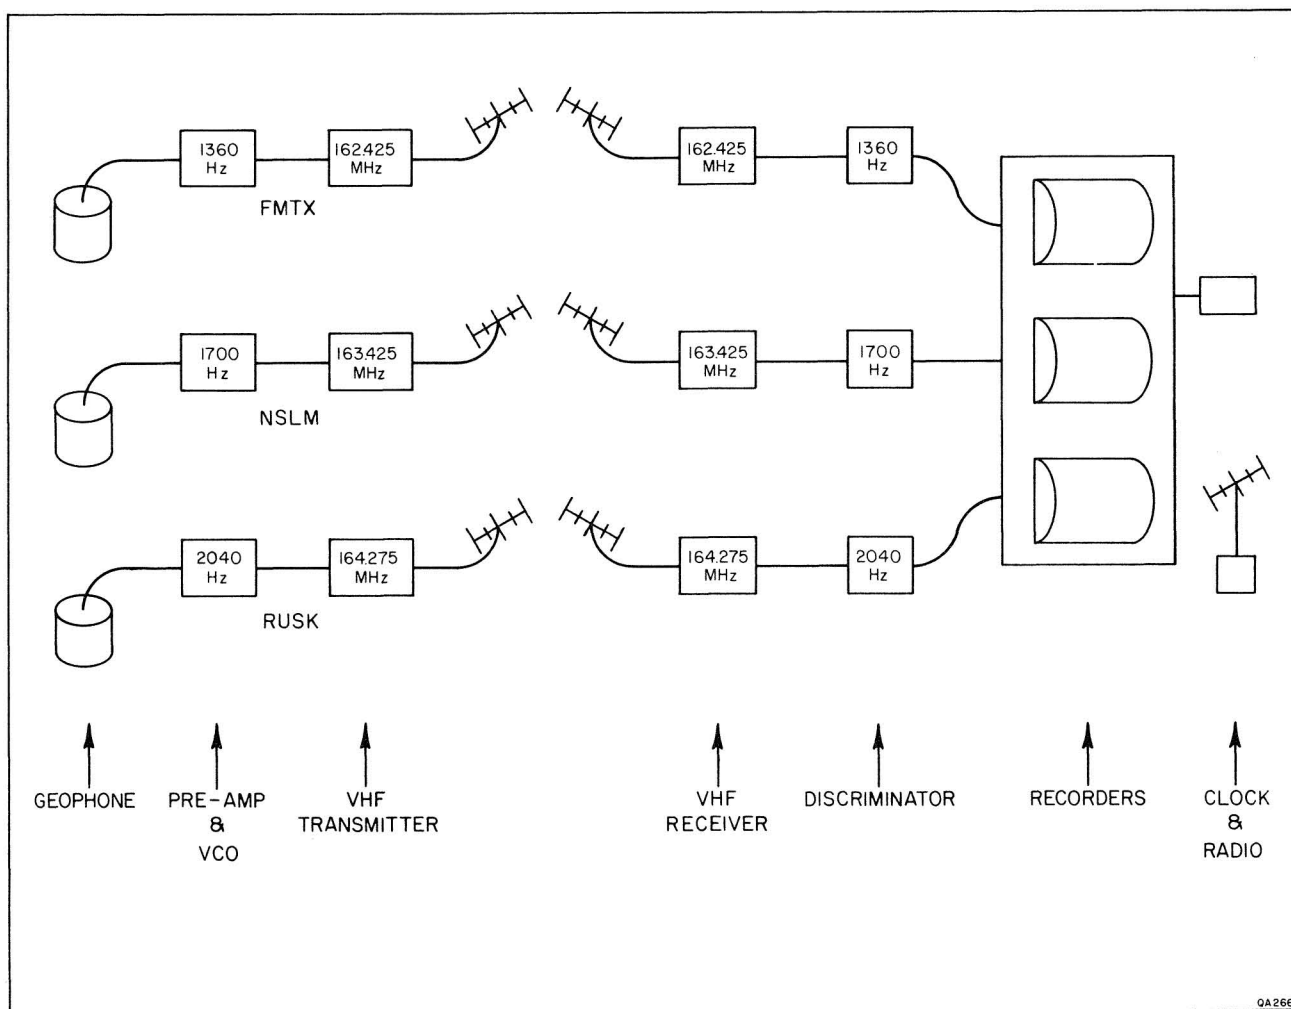 1360
Hz
162.425
MHz
162.425
MHz
1360
Hz
FMTX
1700
Hz
163.425
MHz
163.425
MHz
1700
Hz
NSLM
2040
Hz
164.275
MHz
164.275
MHz
2040
Hz
RUSK
GEOPHONE
PRE-AMP
&
VCO
VHF
TRANSMITTER
VHF
RECEIVER
DISCRIMINATOR
RECORDERS
CLOCK
&
RADIO
QA266